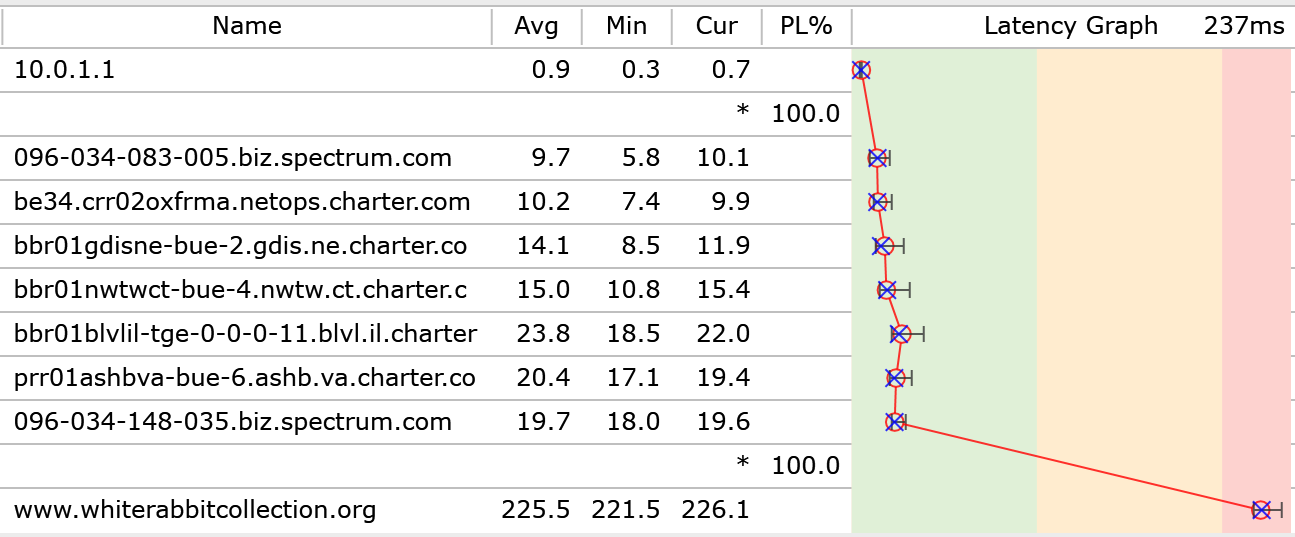 Name Avg Min Cur PL% Latency Graph 237ms
10.0.1.1 0.9 0.3 0.7
* 100.0
096-034-083-005.biz.spectrum.com 9.7 5.8 10.1
be34.crr02oxfrma.netops.charter.com 10.2 7.4 9.9
bbr01gdisne-bue-2.gdis.ne.charter.co 14.1 8.5 11.9
bbr01nwtwct-bue-4.nwtw.ct.charter.c 15.0 10.8 15.4
bbr01blvlil-tge-0-0-0-11.blvl.il.charter 23.8 18.5 22.0
prr01ashbva-bue-6.ashb.va.charter.co 20.4 17.1 19.4
096-034-148-035.biz.spectrum.com 19.7 18.0 19.6
* 100.0
www.whiterabbitcollection.org 225.5 221.5 226.1